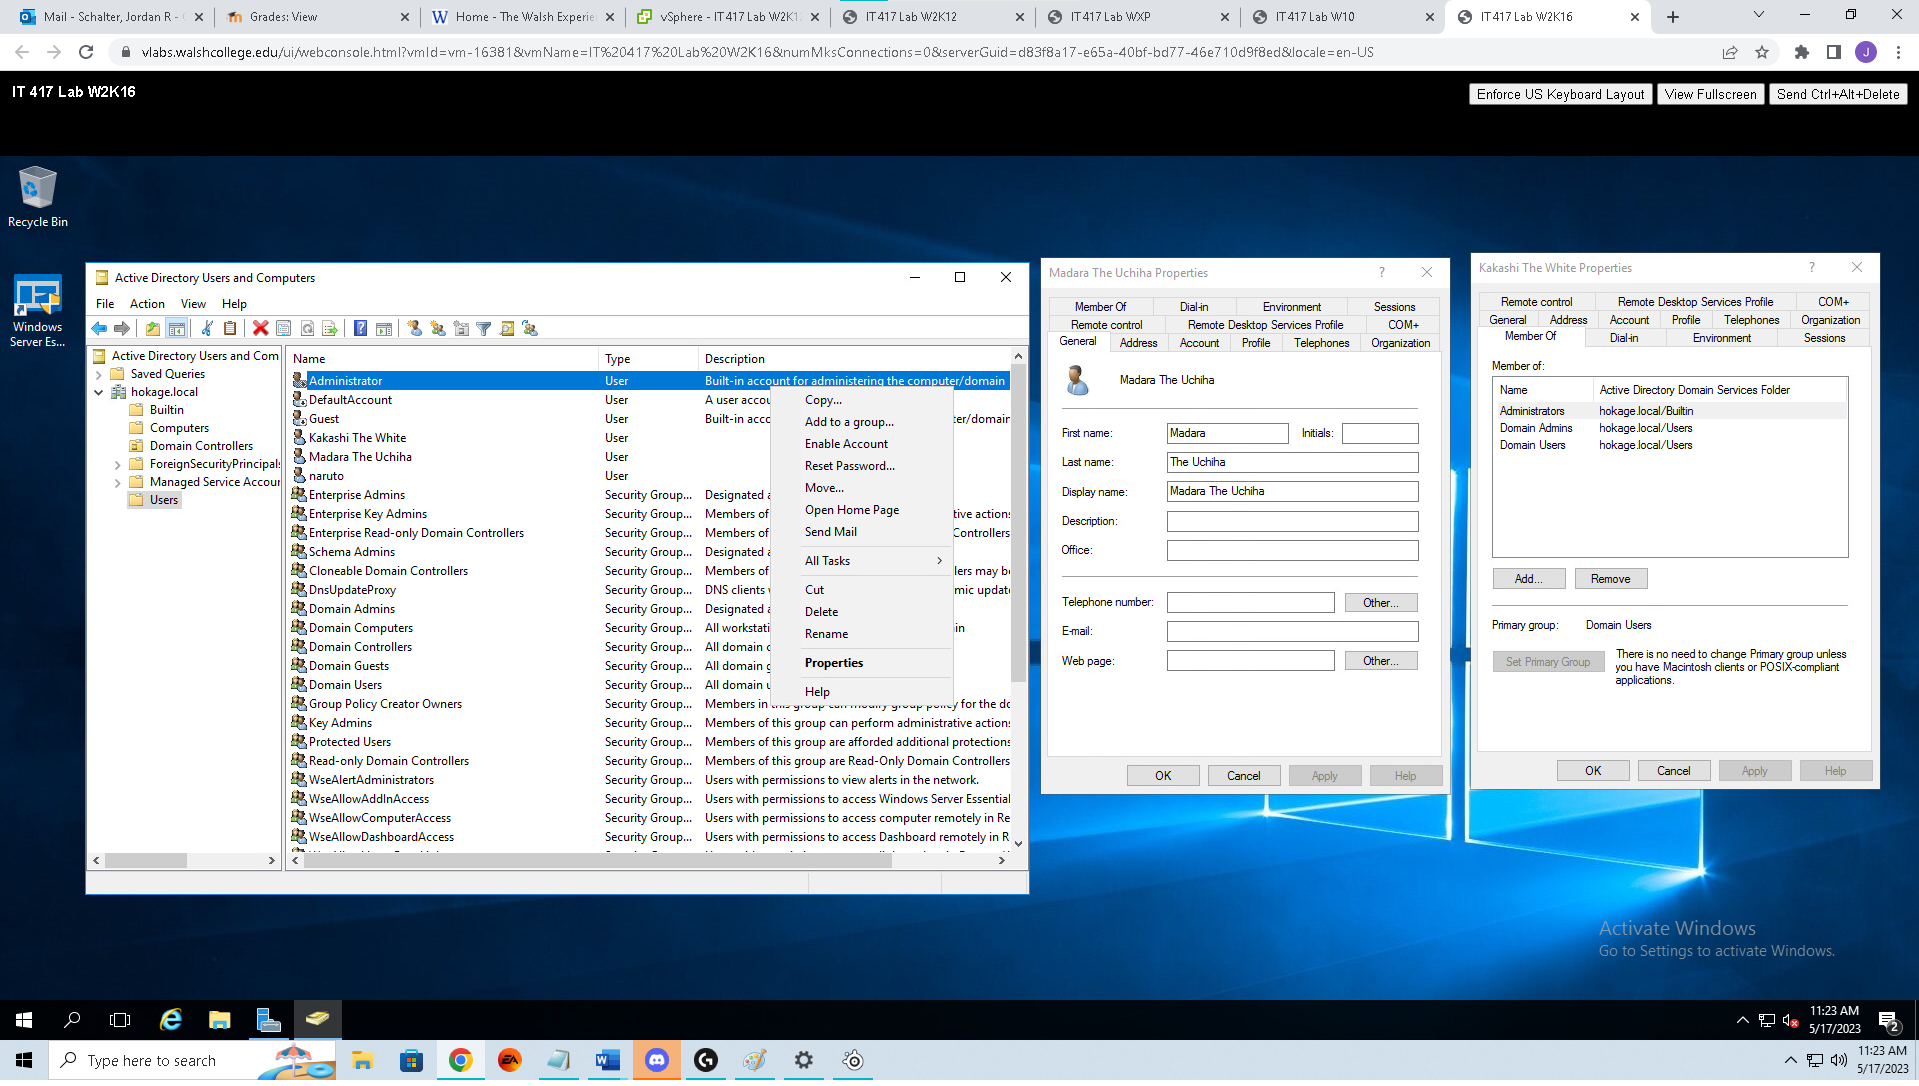 Mail - Schalter, Jordan R -
Grades: View
Home - The Walsh Experie
vSphere - IT417 Lab W2K1
IT417 Lab W2K12
IT417 Lab WXP
IT417 Lab W10
IT417 Lab W2K16
vlabs.walshcollege.edu/ui/webconsole.html?vmId=vm-16381&vmName=IT%20417%20Lab%20W2K16&numMksConnections=0&serverGuid=d83f8a17-e65a-40bf-bd77-46e710d9f8ed&locale=en-US
J
IT 417 Lab W2K16
Enforce US Keyboard Layout
View Fullscreen
Send Ctrl+Alt+Delete
Recycle Bin
Windows
Server Es...
Active Directory Users and Computers
File Action View Help
Active Directory Users and Com
Saved Queries
hokage.local
Builtin
Computers
Domain Controllers
ForeignSecurityPrincipals
Managed Service Accour
Users
Name Type Description
Administrator User Built-in account for administering the computer/domain
DefaultAccount User A user accou
Guest User Built-in acco ter/domain
Kakashi The White User
Madara The Uchiha User
naruto User
Enterprise Admins Security Group... Designated a
Enterprise Key Admins Security Group... Members of ive actions
Enterprise Read-only Domain Controllers Security Group... Members of Controllers
Schema Admins Security Group... Designated a
Cloneable Domain Controllers Security Group... Members of llers may be
DnsUpdateProxy Security Group... DNS clients w mic update
Domain Admins Security Group... Designated a
Domain Computers Security Group... All workstati in
Domain Controllers Security Group... All domain c
Domain Guests Security Group... All domain g
Domain Users Security Group... All domain u
Group Policy Creator Owners Security Group... Members in this group can modify group policy for the do
Key Admins Security Group... Members of this group can perform administrative actions
Protected Users Security Group... Members of this group are afforded additional protections
Read-only Domain Controllers Security Group... Members of this group are Read-Only Domain Controllers
WseAlertAdministrators Security Group... Users with permissions to view alerts in the network.
WseAllowAddInAccess Security Group... Users with permissions to access Windows Server Essential
WseAllowComputerAccess Security Group... Users with permissions to access computer remotely in Re
WseAllowDashboardAccess Security Group... Users with permissions to access Dashboard remotely in R
Copy...
Add to a group...
Enable Account
Reset Password...
Move...
Open Home Page
Send Mail
All Tasks
Cut
Delete
Rename
Properties
Help
Madara The Uchiha Properties
?
Member Of Dial-in Environment Sessions
Remote control Remote Desktop Services Profile COM+
General Address Account Profile Telephones Organization
Madara The Uchiha
First name: Madara Initials:
Last name: The Uchiha
Display name: Madara The Uchiha
Description:
Office:
Telephone number: Other...
E-mail:
Web page: Other...
OK Cancel Apply Help
Kakashi The White Properties
?
Remote control Remote Desktop Services Profile COM+
General Address Account Profile Telephones Organization
Member Of Dial-in Environment Sessions
Member of:
Name Active Directory Domain Services Folder
Administrators hokage.local/Builtin
Domain Admins hokage.local/Users
Domain Users hokage.local/Users
Add... Remove
Primary group: Domain Users
Set Primary Group
There is no need to change Primary group unless
you have Macintosh clients or POSIX-compliant
applications.
OK Cancel Apply Help
Activate Windows
Go to Settings to activate Windows.
11:23 AM
5/17/2023
2
Type here to search
EA
11:23 AM
5/17/2023